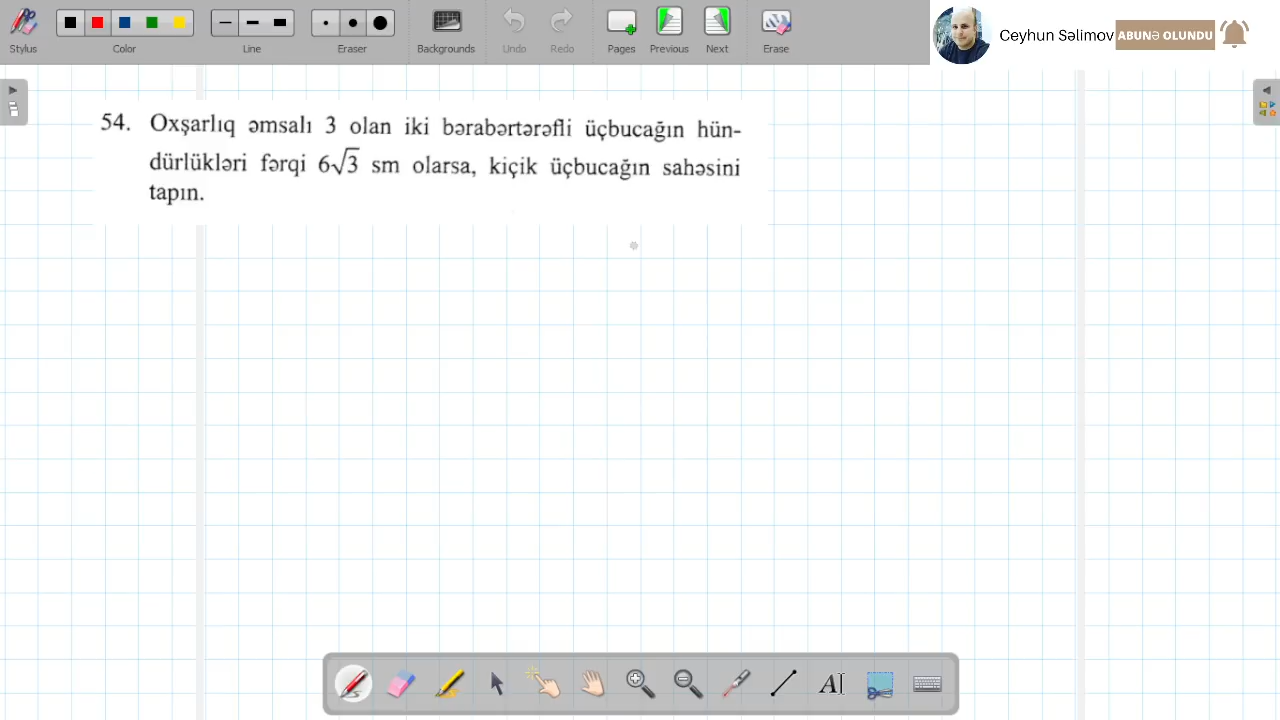 Stylus Color Line Eraser Backgrounds Undo Redo Pages Previous Next Erase
Ceyhun Səlimov ABUNƏ OLUNDU
54. Oxşarlıq əmsalı 3 olan iki bərabərtərəfli üçbucağın hün-
dürlükləri fərqi 6√3 sm olarsa, kiçik üçbucağın sahəsini
tapın.
AI